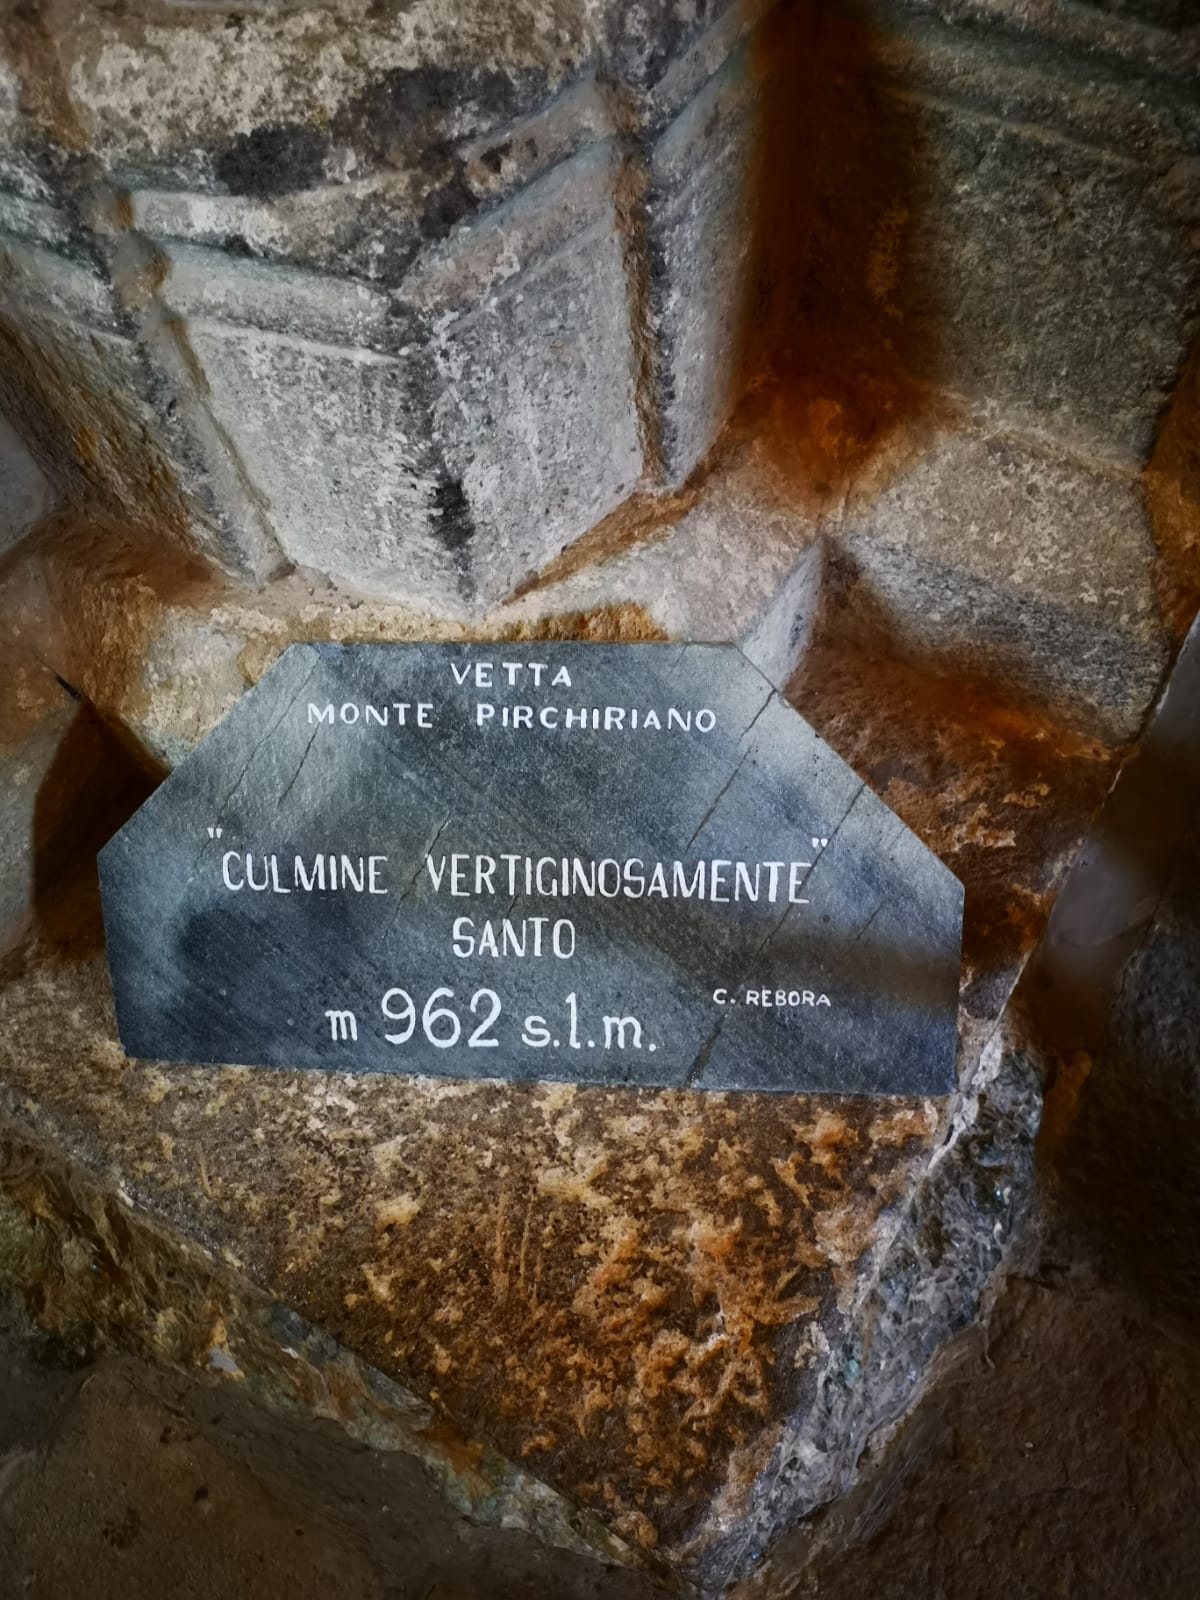 VETTA
MONTE PIRCHIRIANO
"CULMINE VERTIGINOSAMENTE"
SANTO
C. REBORA
m 962 s.l.m.